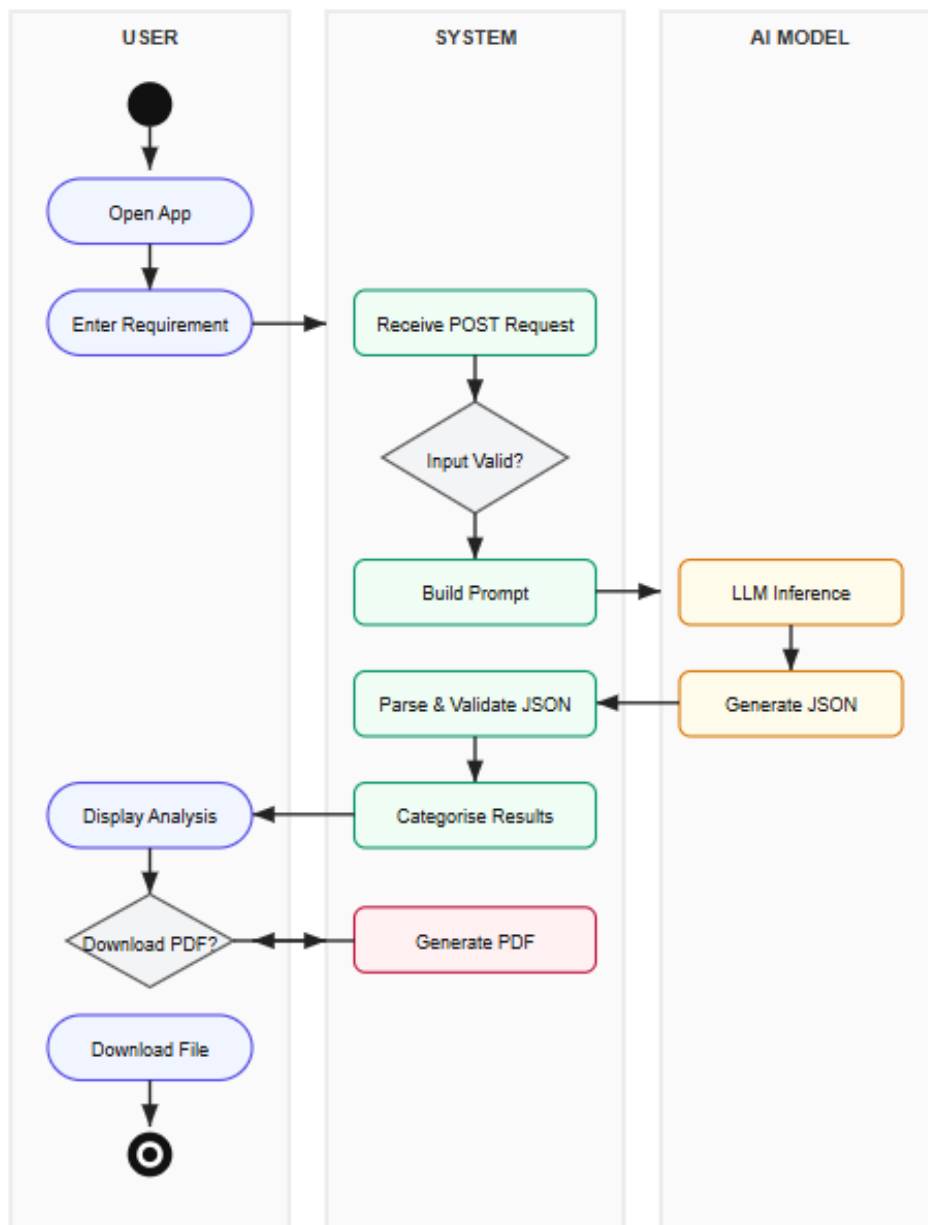 USER
SYSTEM
AI MODEL
Open App
Enter Requirement
Receive POST Request
Input Valid?
Build Prompt
LLM Inference
Parse & Validate JSON
Generate JSON
Display Analysis
Categorise Results
Download PDF?
Generate PDF
Download File